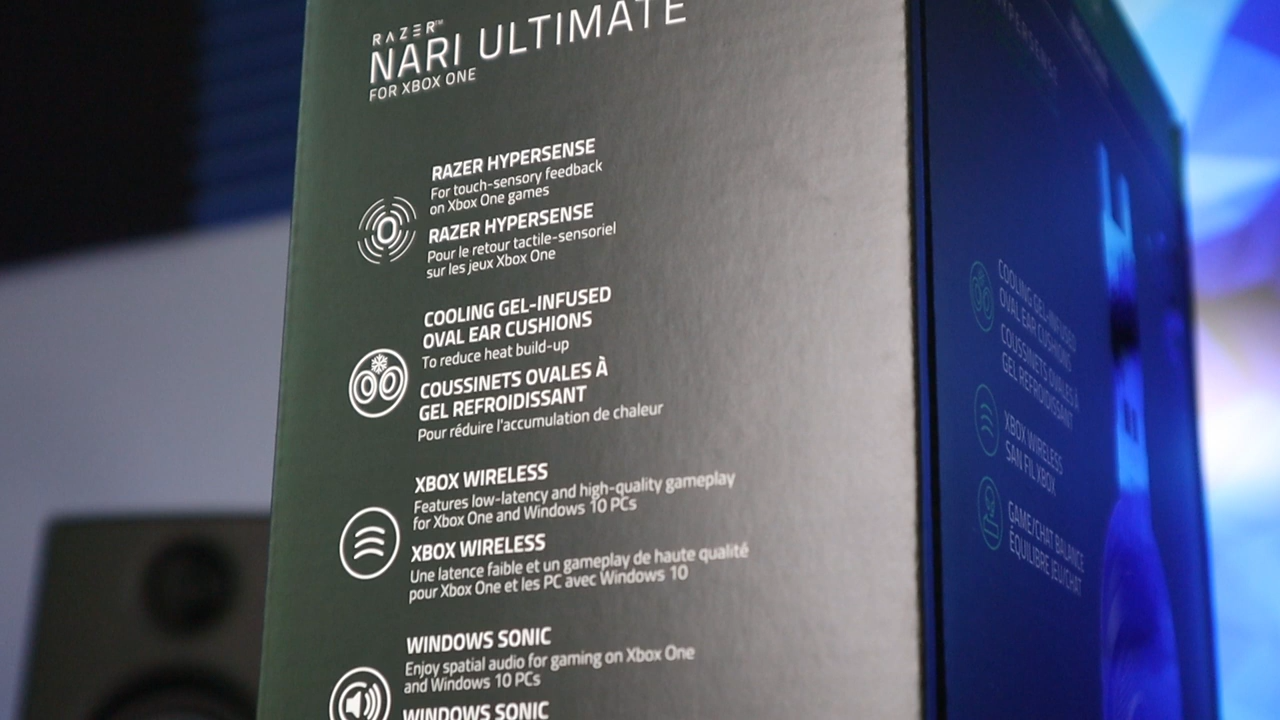 RAZER™
NARI ULTIMATE
FOR XBOX ONE
RAZER HYPERSENSE
For touch-sensory feedback
on Xbox One games
RAZER HYPERSENSE
Pour le retour tactile-sensoriel
sur les jeux Xbox One
COOLING GEL-INFUSED
OVAL EAR CUSHIONS
To reduce heat build-up
COUSSINETS OVALES À
GEL REFROIDISSANT
Pour réduire l'accumulation de chaleur
XBOX WIRELESS
Features low-latency and high-quality gameplay
for Xbox One and Windows 10 PCs
XBOX WIRELESS
Une latence faible et un gameplay de haute qualité
pour Xbox One et les PC avec Windows 10
WINDOWS SONIC
Enjoy spatial audio for gaming on Xbox One
and Windows 10 PCs
WINDOWS SONIC
COOLING GEL-INFUSED
OVAL EAR CUSHIONS
COUSSINETS OVALES À
GEL REFROIDISSANT
XBOX WIRELESS
SAN FIL XBOX
GAME/CHAT BALANCE
ÉQUILIBRE JEU/CHAT